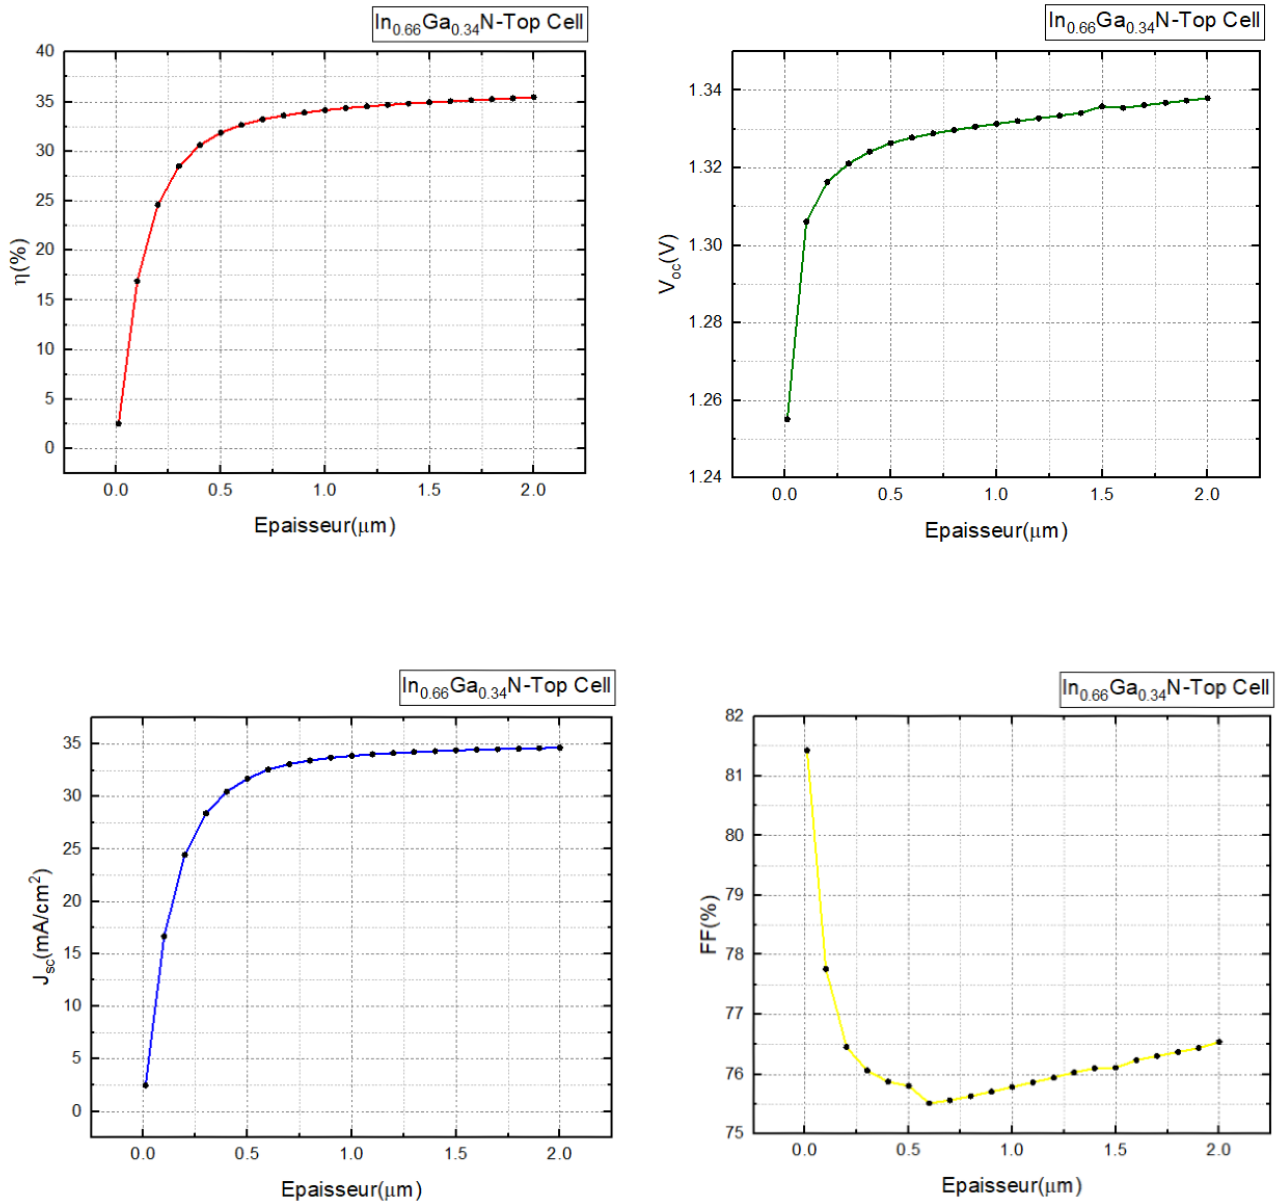 In0.66Ga0.34N-Top Cell
40
35
30
25
20
15
10
5
0
η(%)
0.0 0.5 1.0 1.5 2.0
Epaisseur(μm)
In0.66Ga0.34N-Top Cell
1.34
1.32
1.30
1.28
1.26
1.24
Voc(V)
0.0 0.5 1.0 1.5 2.0
Epaisseur(μm)
In0.66Ga0.34N-Top Cell
35
30
25
20
15
10
5
0
Jsc(mA/cm2)
0.0 0.5 1.0 1.5 2.0
Epaisseur(μm)
In0.66Ga0.34N-Top Cell
82
81
80
79
78
77
76
75
FF(%)
0.0 0.5 1.0 1.5 2.0
Epaisseur(μm)